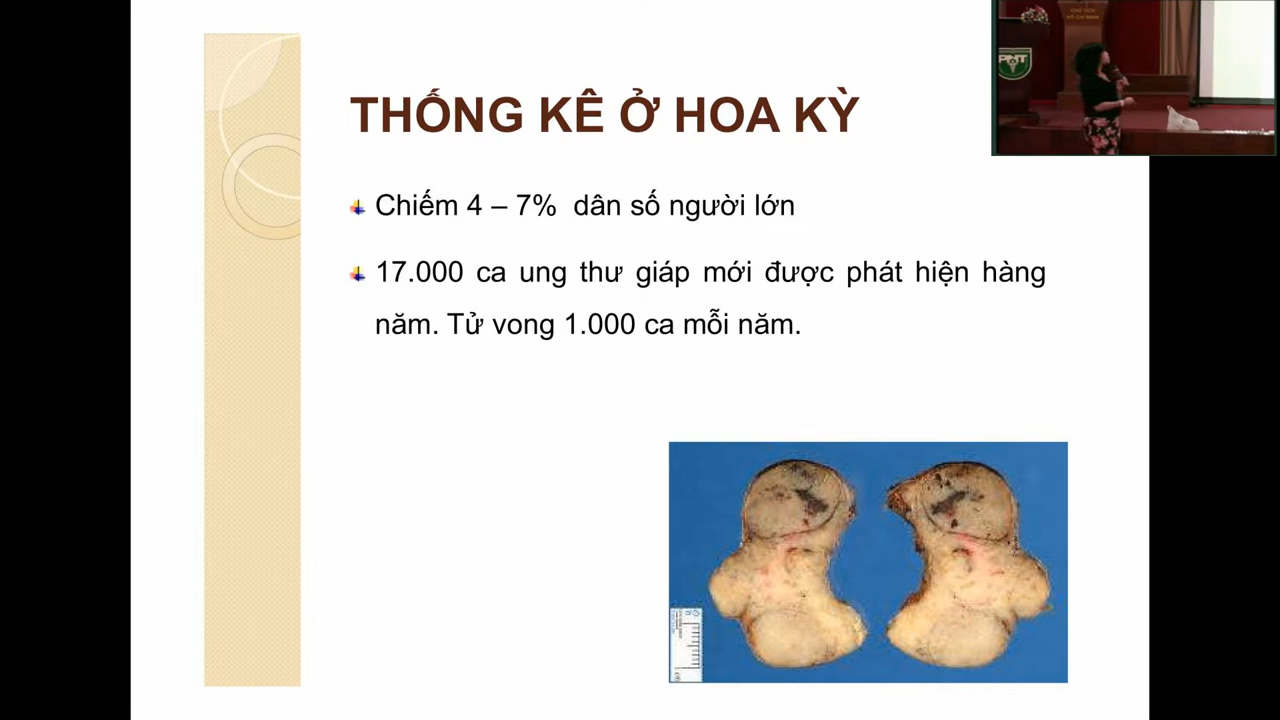 THỐNG KÊ Ở HOA KỲ
Chiếm 4 – 7% dân số người lớn
17.000 ca ung thư giáp mới được phát hiện hàng
năm. Tử vong 1.000 ca mỗi năm.
PNT